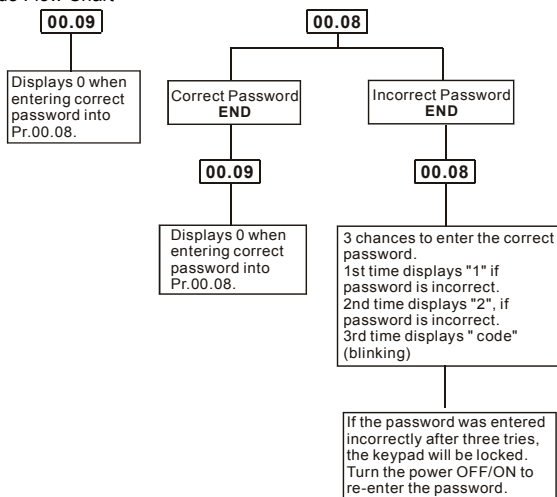 00.09
Displays 0 when
entering correct
password into
Pr.00.08.
00.08
Correct Password
END
00.09
Displays 0 when
entering correct
password into
Pr.00.08.
Incorrect Password
END
00.08
3 chances to enter the correct
password.
1st time displays "1" if
password is incorrect.
2nd time displays "2", if
password is incorrect.
3rd time displays " code"
(blinking)
If the password was entered
incorrectly after three tries,
the keypad will be locked.
Turn the power OFF/ON to
re-enter the password.